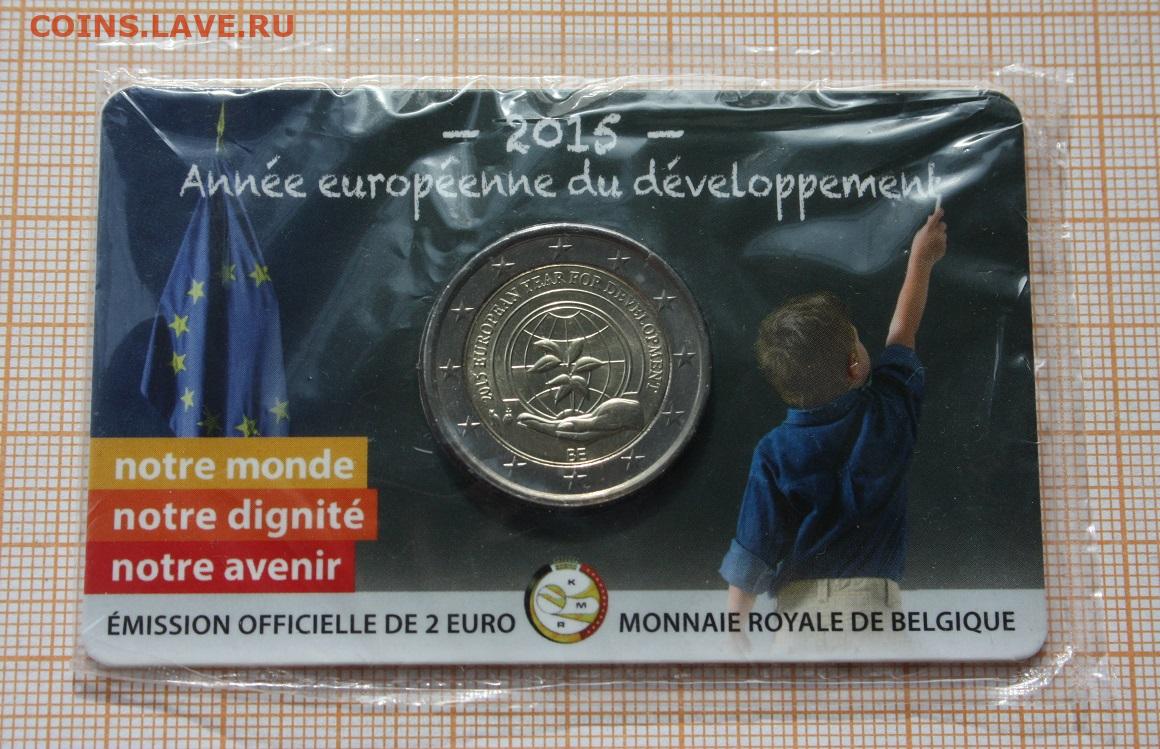 COINS.LAVE.RU
– 2015 –
Année européenne du développement
2015 EUROPEAN YEAR FOR DEVELOPMENT
BE
notre monde
notre dignité
notre avenir
K
M
R
ÉMISSION OFFICIELLE DE 2 EURO
MONNAIE ROYALE DE BELGIQUE